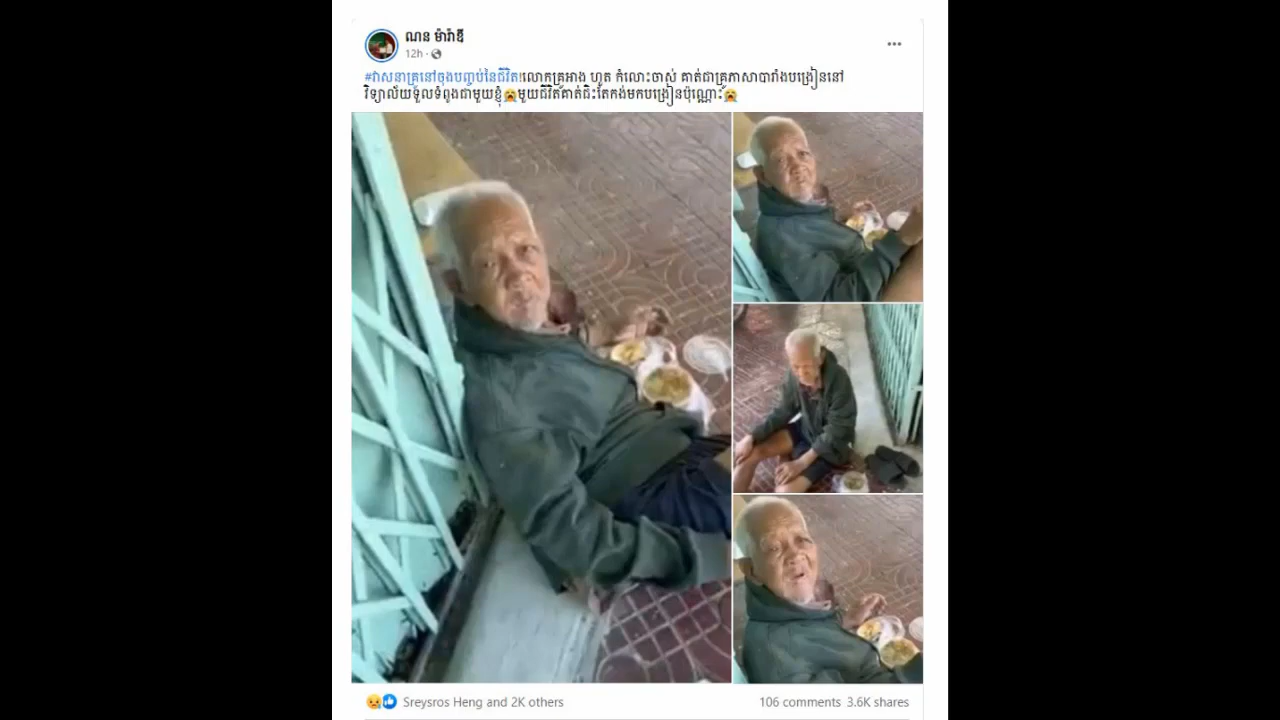 ណន ម៉ារ៉ាឌី
12h ·
#វាសនាគ្រូនៅចុងបញ្ចប់នៃជីវិត!លោកគ្រូអាង ហួត កំលោះចាស់ គាត់ជាគ្រូភាសាបារាំងបង្រៀននៅ
វិទ្យាល័យទួលទំពូងជាមួយខ្ញុំ😭មួយជីវិតគាត់ជិះតែកង់មកបង្រៀនប៉ុណ្ណោះ😭
Sreysros Heng and 2K others
106 comments 3.6K shares